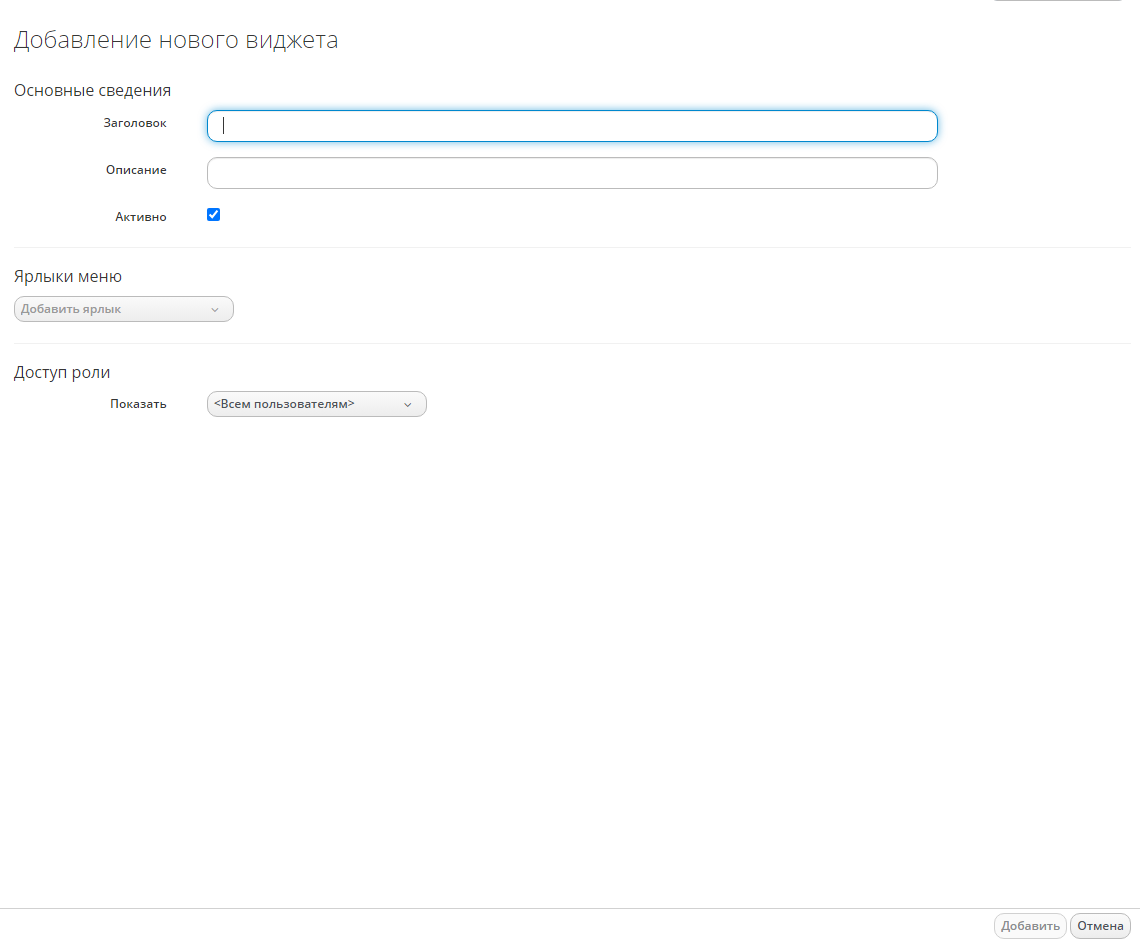 Добавление нового виджета
Основные сведения
Заголовок
Описание
Активно
Ярлыки меню
Добавить ярлык
Доступ роли
Показать <Всем пользователям>
Добавить Отмена